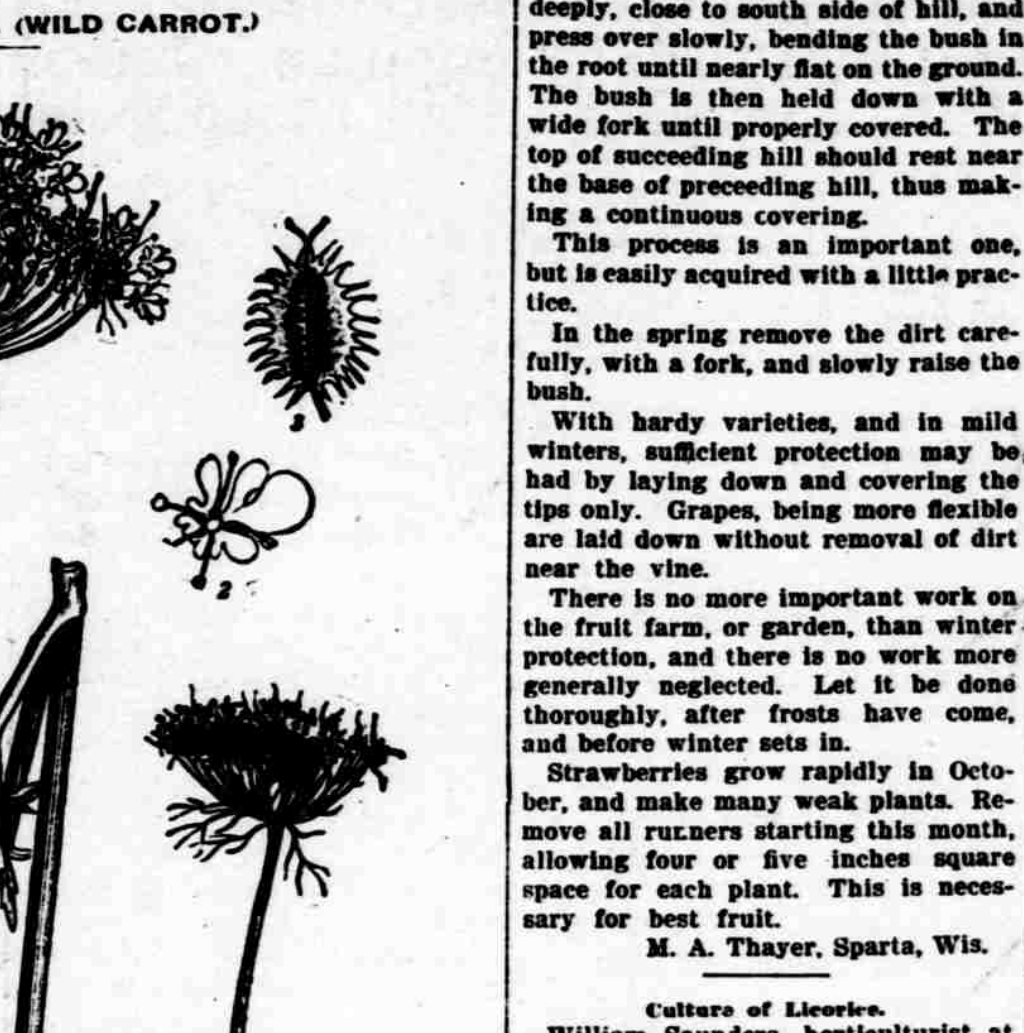 (WILD CARROT.)
3
2
deeply, close to south side of hill, and
press over slowly, bending the bush in
the root until nearly flat on the ground.
The bush is then held down with a
wide fork until properly covered. The
top of succeeding hill should rest near
the base of preceeding hill, thus mak-
ing a continuous covering.
This process is an important one,
but is easily acquired with a little prac-
tice.
In the spring remove the dirt care-
fully, with a fork, and slowly raise the
bush.
With hardy varieties, and in mild
winters, sufficient protection may be
had by laying down and covering the
tips only. Grapes, being more flexible
are laid down without removal of dirt
near the vine.
There is no more important work on
the fruit farm, or garden, than winter
protection, and there is no work more
generally neglected. Let it be done
thoroughly, after frosts have come,
and before winter sets in.
Strawberries grow rapidly in Octo-
ber, and make many weak plants. Re-
move all runners starting this month,
allowing four or five inches square
space for each plant. This is neces-
sary for best fruit.
M. A. Thayer, Sparta, Wis.
Culture of Licorice.
William Saunders, horticulturist at